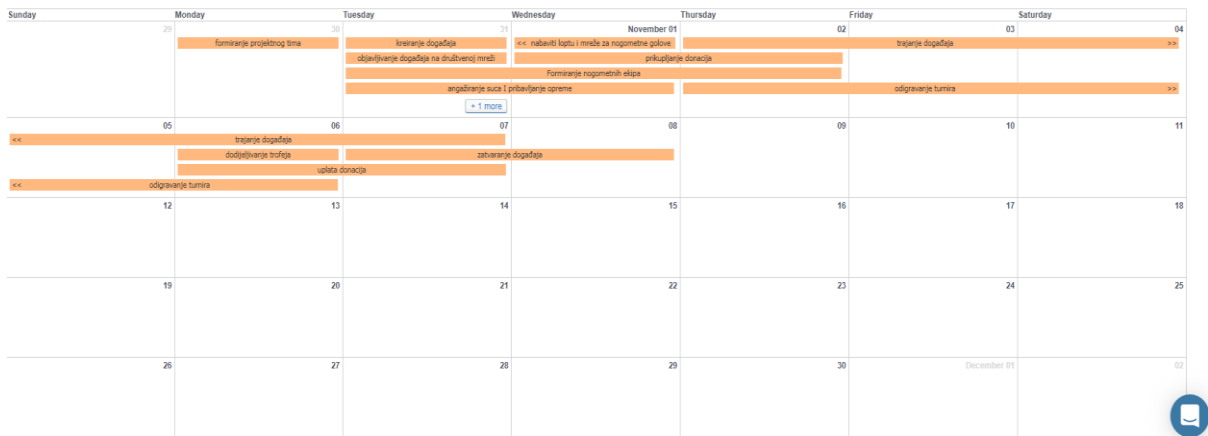 Sunday Monday Tuesday Wednesday Thursday Friday Saturday
29 30 31 November 01 02 03 04
formiranje projektnog tima kreiranje događaja << nabaviti loptu i mreže za nogometne golove trajanje događaja >>
objavljivanje događaja na društvenoj mreži prikupljanje donacija
Formiranje nogometnih ekipa
angažiranje suca I pribavljanje opreme odigravanje turnira >>
+ 1 more
05 06 07 08 09 10 11
<< trajanje događaja
dodijeljivanje trofeja zatvaranje događaja
uplata donacija
<< odigravanje turnira
12 13 14 15 16 17 18
19 20 21 22 23 24 25
26 27 28 29 30 December 01 02